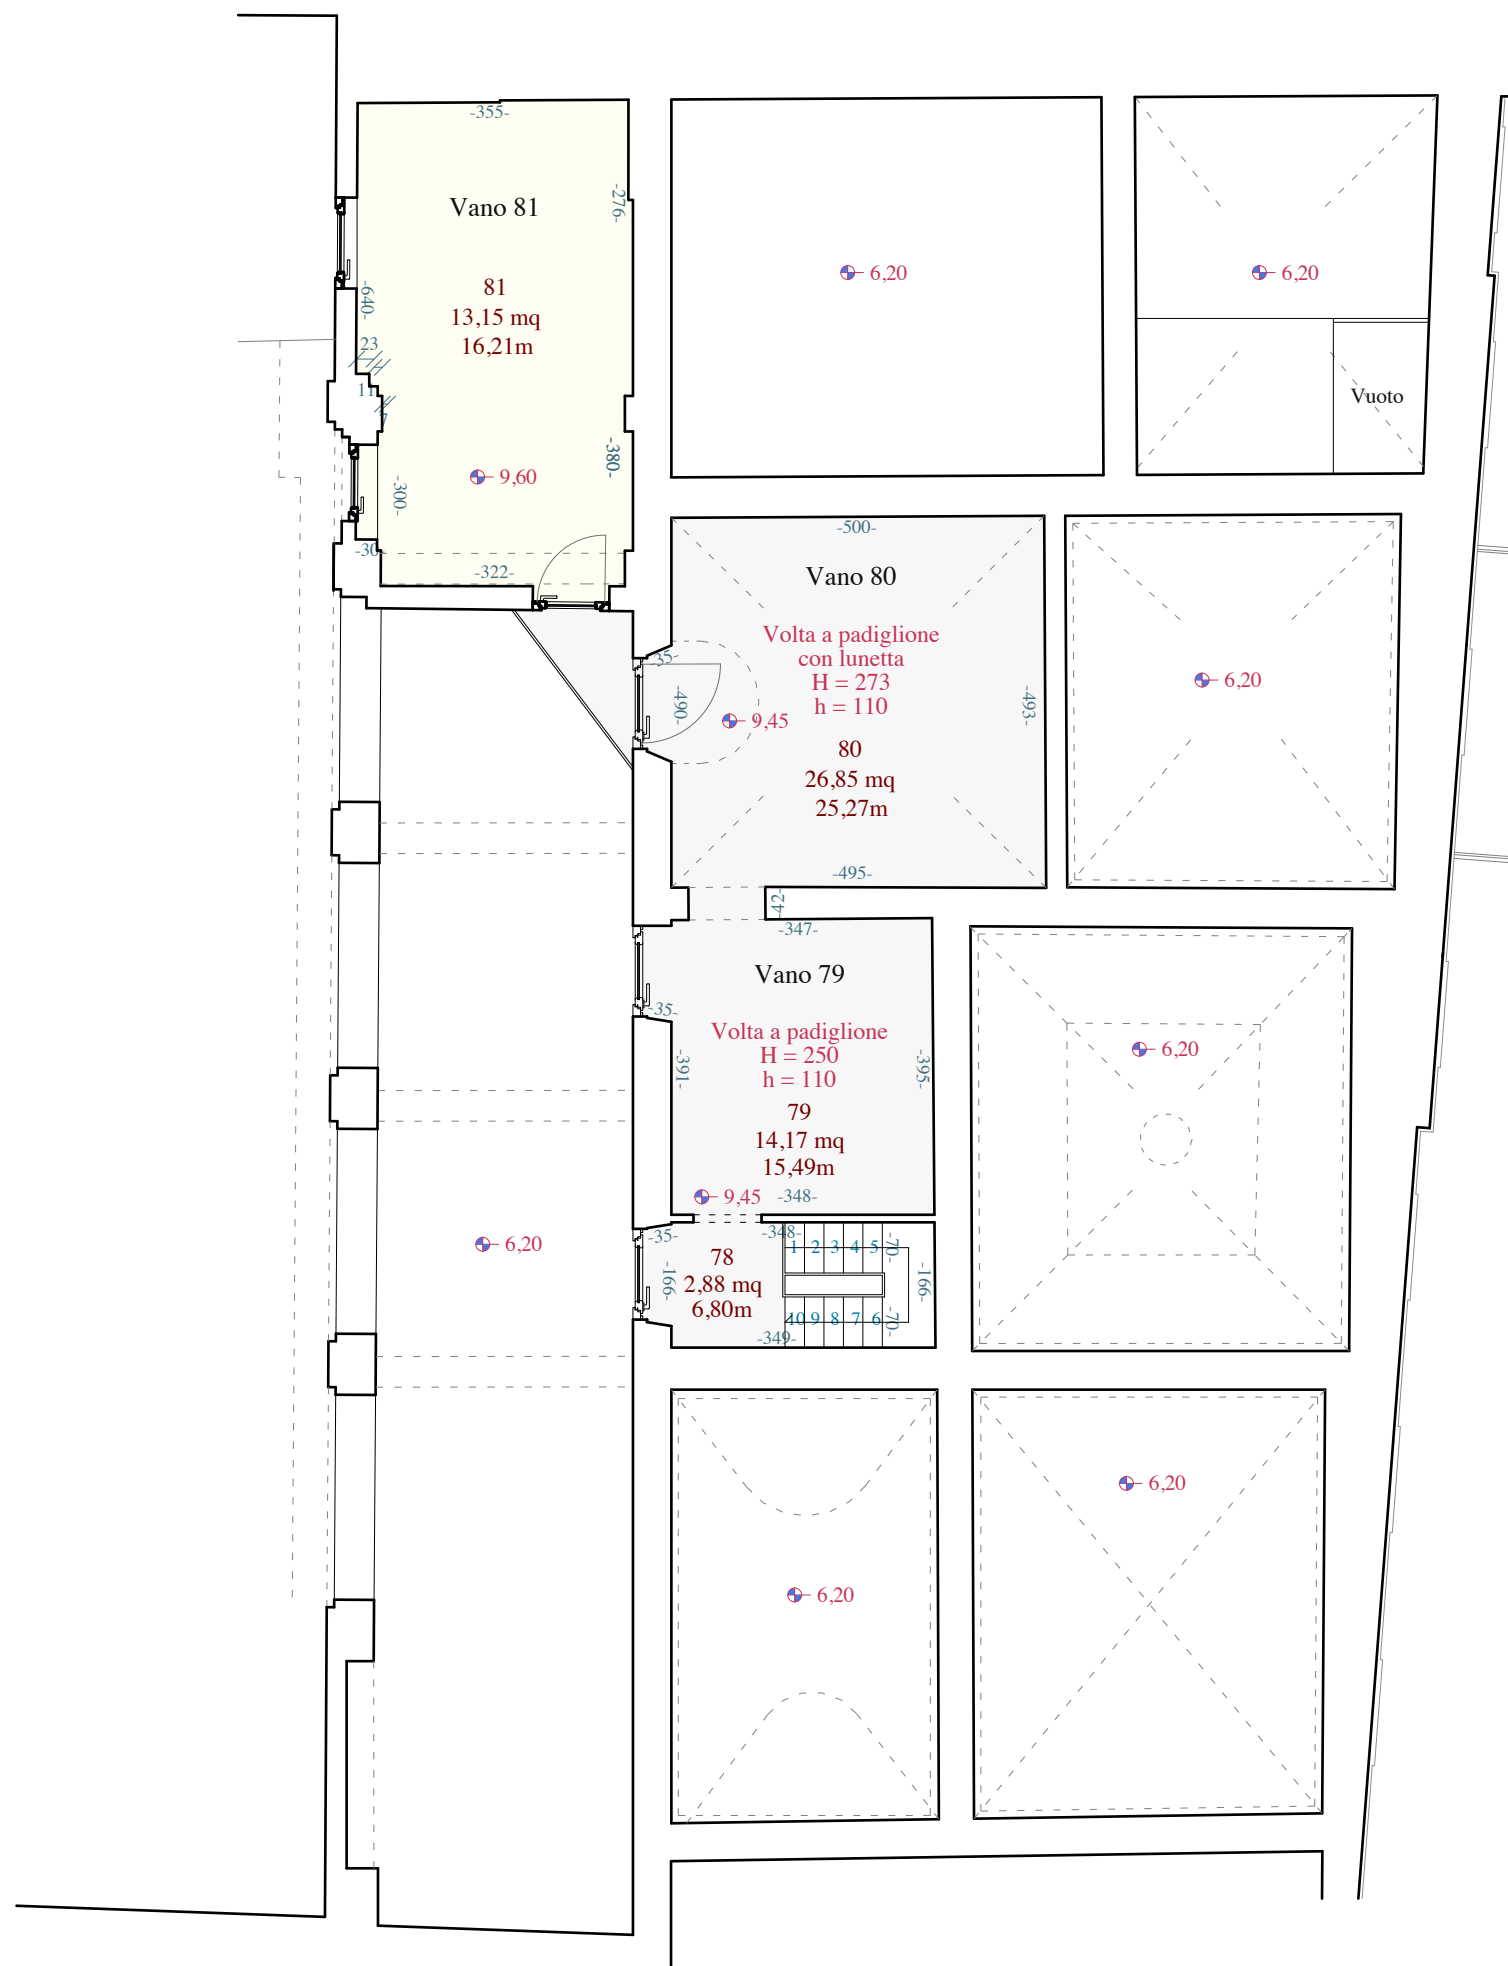 -355-
-276-
Vano 81
81
13,15 mq
16,21m
-640-
23
11
7
-380-
9,60
-300-
-30-
-322-
6,20
6,20
Vuoto
-500-
Vano 80
Volta a padiglione
con lunetta
H = 273
h = 110
-35-
-490-
9,45
-493-
80
26,85 mq
25,27m
-495-
6,20
-42-
-347-
Vano 79
-35-
Volta a padiglione
H = 250
h = 110
-391-
-395-
79
14,17 mq
15,49m
9,45
-348-
6,20
6,20
-35-
-348-
78
2,88 mq
6,80m
-166-
1 2 3 4 5
-70-
-166-
10 9 8 7 6
-70-
-349-
6,20
6,20